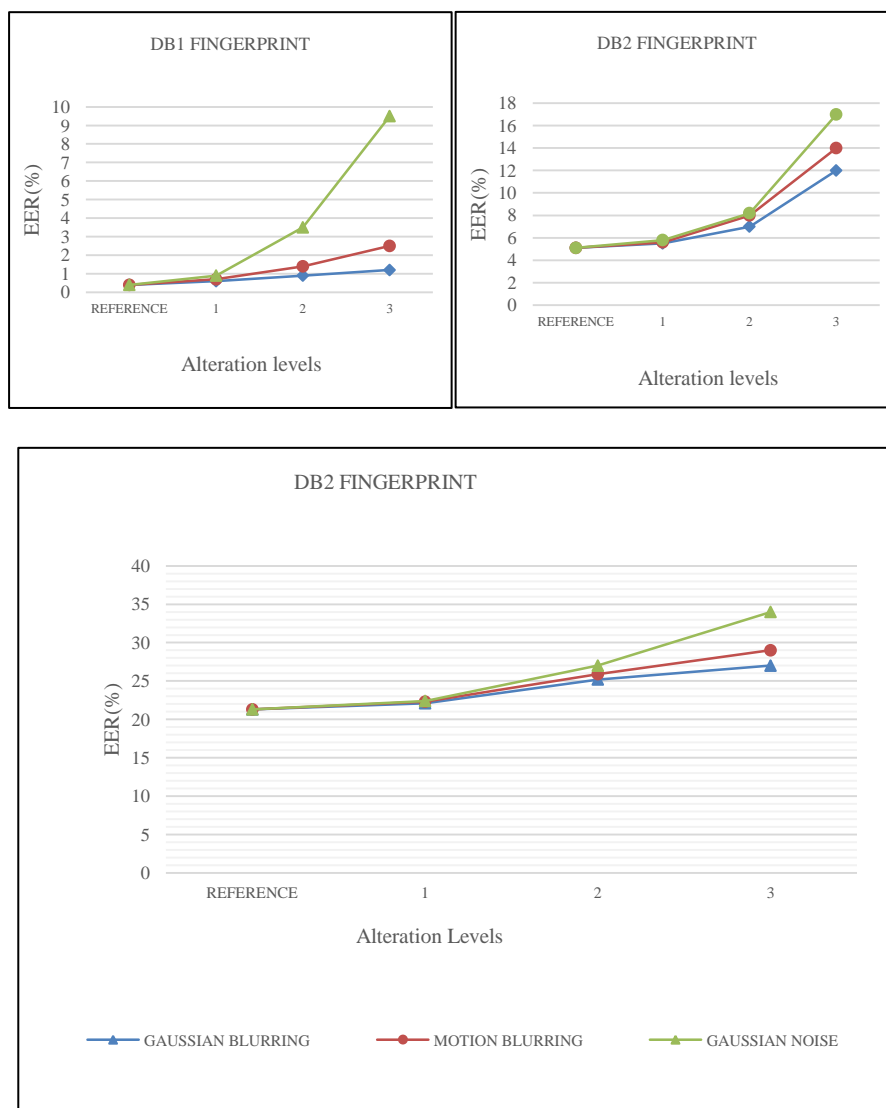 DB1 FINGERPRINT
EER(%)
10
9
8
7
6
5
4
3
2
1
0
REFERENCE 1 2 3
Alteration levels
DB2 FINGERPRINT
EER(%)
18
16
14
12
10
8
6
4
2
0
REFERENCE 1 2 3
Alteration levels
DB2 FINGERPRINT
EER(%)
40
35
30
25
20
15
10
5
0
REFERENCE 1 2 3
Alteration Levels
GAUSSIAN BLURRING MOTION BLURRING GAUSSIAN NOISE